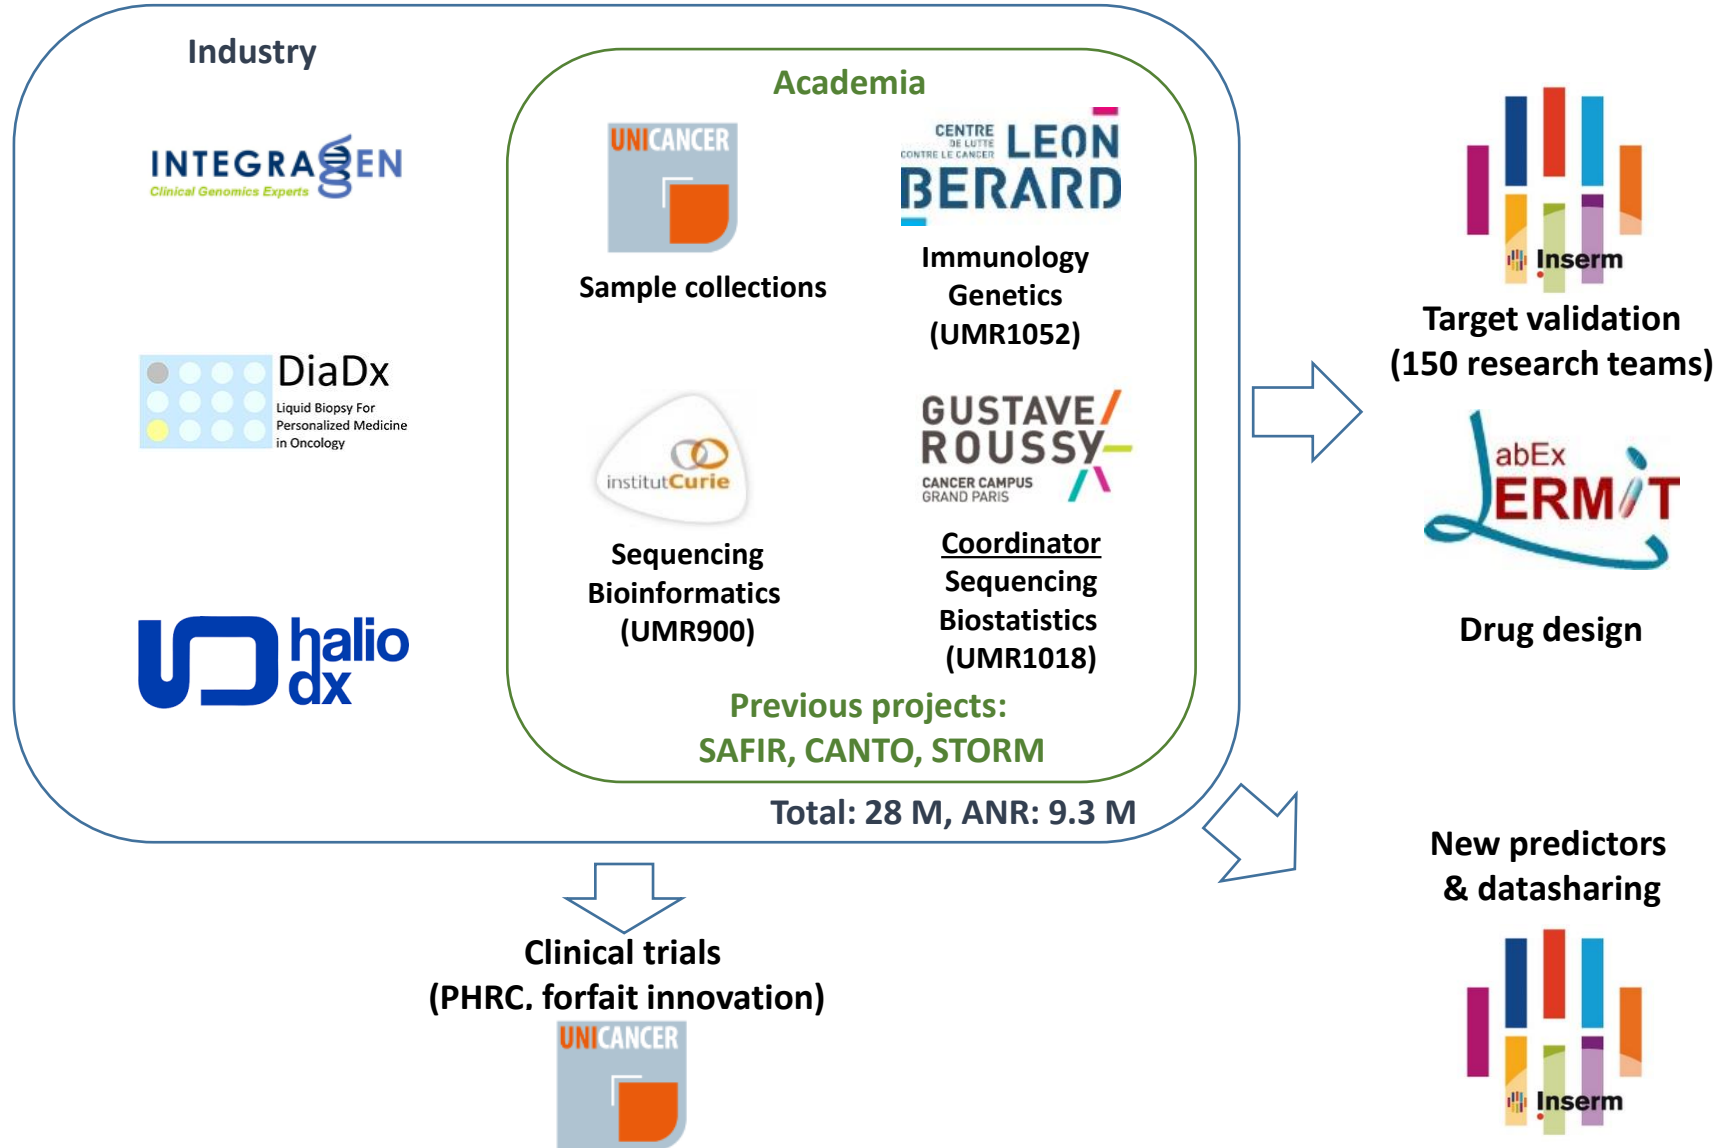 Industry
INTEGRAGEN
Clinical Genomics Experts
DiaDx
Liquid Biopsy For
Personalized Medicine
in Oncology
halio
dx
Academia
UNICANCER
Sample collections
CENTRE
DE LUTTE
CONTRE LE CANCER
LEON
BERARD
Immunology
Genetics
(UMR1052)
institutCurie
Sequencing
Bioinformatics
(UMR900)
GUSTAVE/
ROUSSY
CANCER CAMPUS
GRAND PARIS
Coordinator
Sequencing
Biostatistics
(UMR1018)
Previous projects:
SAFIR, CANTO, STORM
Total: 28 M, ANR: 9.3 M
Inserm
Target validation
(150 research teams)
LabEx
LERMIT
Drug design
New predictors
& datasharing
Inserm
Clinical trials
(PHRC, forfait innovation)
UNICANCER